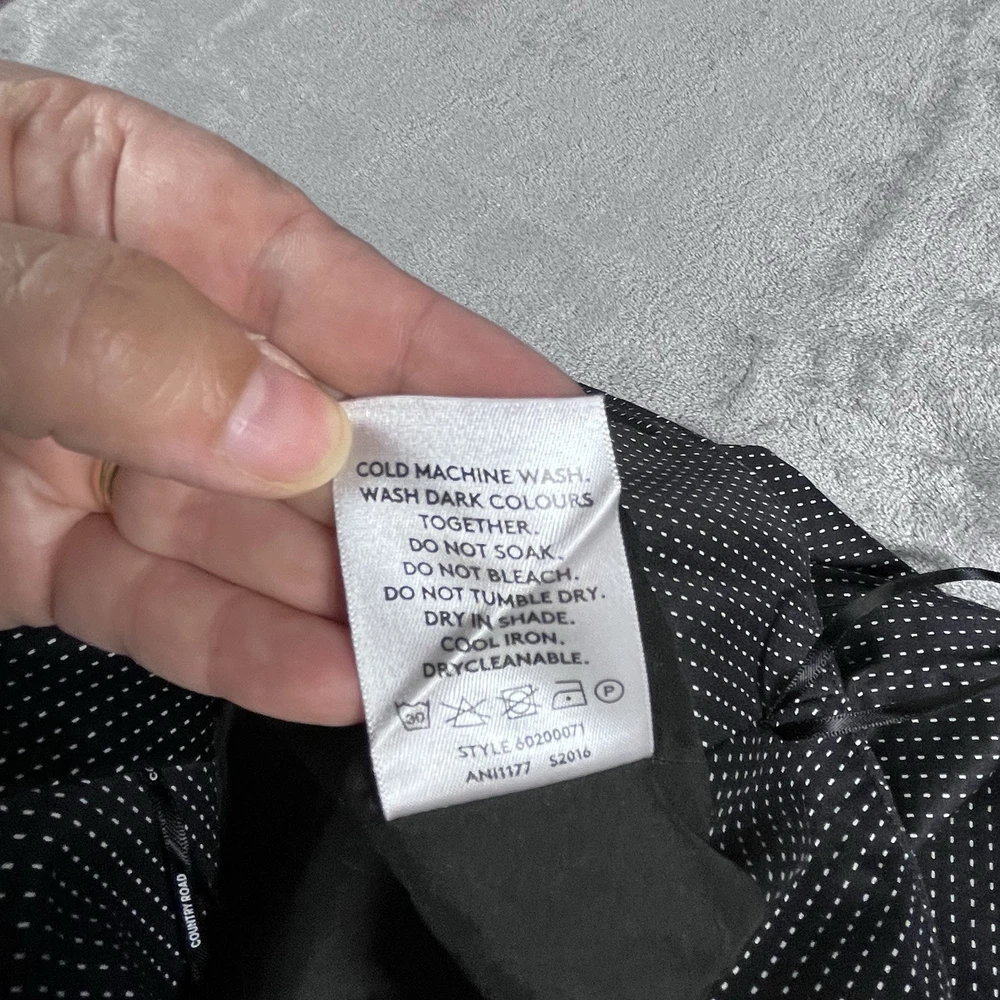 COLD MACHINE WASH.
WASH DARK COLOURS
TOGETHER.
DO NOT SOAK.
DO NOT BLEACH.
DO NOT TUMBLE DRY.
DRY IN SHADE.
COOL IRON.
DRYCLEANABLE.
30 P
STYLE 60200071
ANI1177 S2016
COUNTRY ROAD